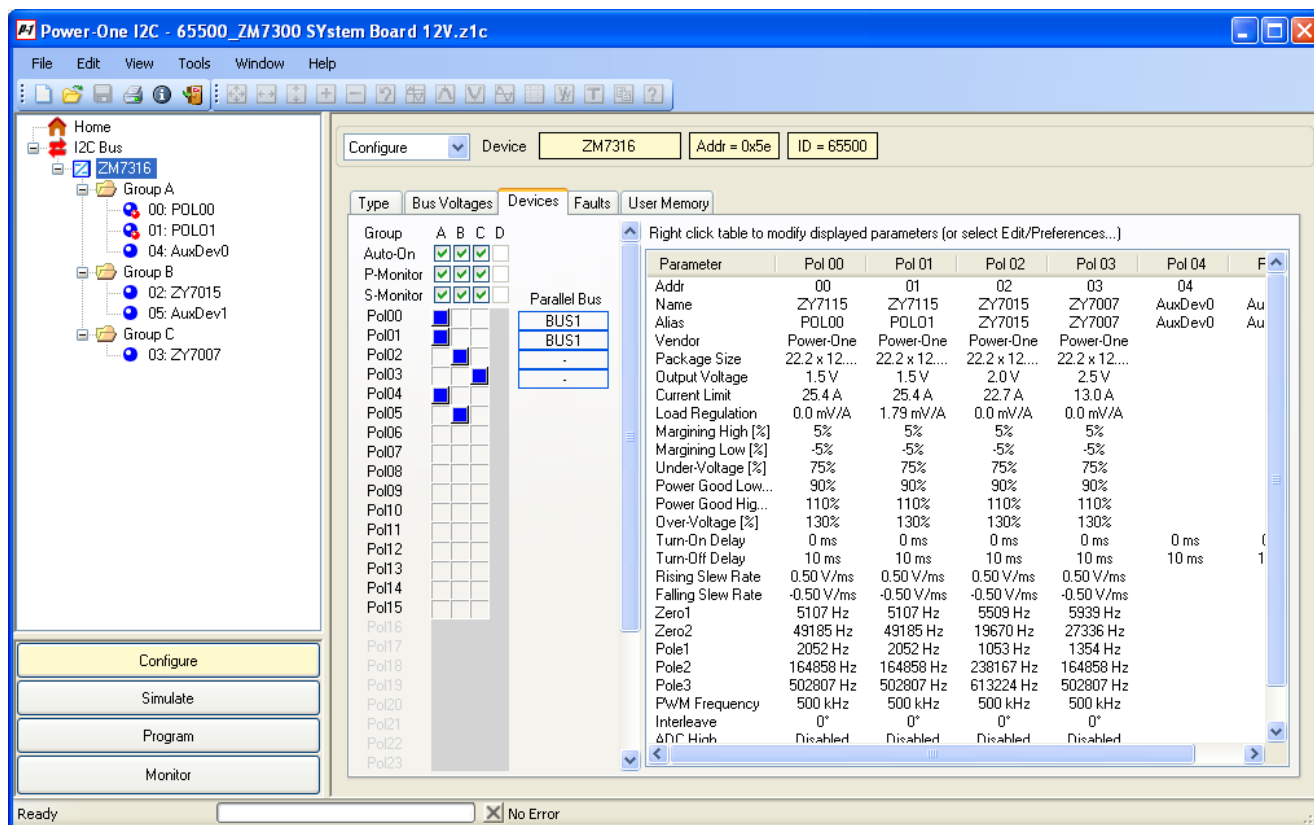 Power-One I2C - 65500_ZM7300 SYstem Board 12V.z1c
File Edit View Tools Window Help
Home
I2C Bus
ZM7316
Group A
00: POL00
01: POL01
04: AuxDev0
Group B
02: ZY7015
05: AuxDev1
Group C
03: ZY7007
Configure
Simulate
Program
Monitor
Configure Device ZM7316 Addr = 0x5e ID = 65500
Type Bus Voltages Devices Faults User Memory
Group A B C D
Auto-On
P-Monitor
S-Monitor Parallel Bus
Pol00 BUS1
Pol01 BUS1
Pol02 -
Pol03 -
Pol04
Pol05
Pol06
Pol07
Pol08
Pol09
Pol10
Pol11
Pol12
Pol13
Pol14
Pol15
Pol16
Pol17
Pol18
Pol19
Pol20
Pol21
Pol22
Pol23
Right click table to modify displayed parameters (or select Edit/Preferences...)
Parameter Pol 00 Pol 01 Pol 02 Pol 03 Pol 04
Addr 00 01 02 03 04
Name ZY7115 ZY7115 ZY7015 ZY7007 AuxDev0 Au
Alias POL00 POL01 ZY7015 ZY7007 AuxDev0 Au
Vendor Power-One Power-One Power-One Power-One
Package Size 22.2 x 12.... 22.2 x 12.... 22.2 x 12.... 22.2 x 12....
Output Voltage 1.5 V 1.5 V 2.0 V 2.5 V
Current Limit 25.4 A 25.4 A 22.7 A 13.0 A
Load Regulation 0.0 mV/A 1.79 mV/A 0.0 mV/A 0.0 mV/A
Margining High [%] 5% 5% 5% 5%
Margining Low [%] -5% -5% -5% -5%
Under-Voltage [%] 75% 75% 75% 75%
Power Good Low... 90% 90% 90% 90%
Power Good Hig... 110% 110% 110% 110%
Over-Voltage [%] 130% 130% 130% 130%
Turn-On Delay 0 ms 0 ms 0 ms 0 ms 0 ms
Turn-Off Delay 10 ms 10 ms 10 ms 10 ms 10 ms 1
Rising Slew Rate 0.50 V/ms 0.50 V/ms 0.50 V/ms 0.50 V/ms
Falling Slew Rate -0.50 V/ms -0.50 V/ms -0.50 V/ms -0.50 V/ms
Zero1 5107 Hz 5107 Hz 5509 Hz 5939 Hz
Zero2 49185 Hz 49185 Hz 19670 Hz 27336 Hz
Pole1 2052 Hz 2052 Hz 1053 Hz 1354 Hz
Pole2 164858 Hz 164858 Hz 238167 Hz 164858 Hz
Pole3 502807 Hz 502807 Hz 613224 Hz 502807 Hz
PWM Frequency 500 kHz 500 kHz 500 kHz 500 kHz
Interleave 0° 0° 0° 0°
ADC High Disabled Disabled Disabled Disabled
Ready No Error